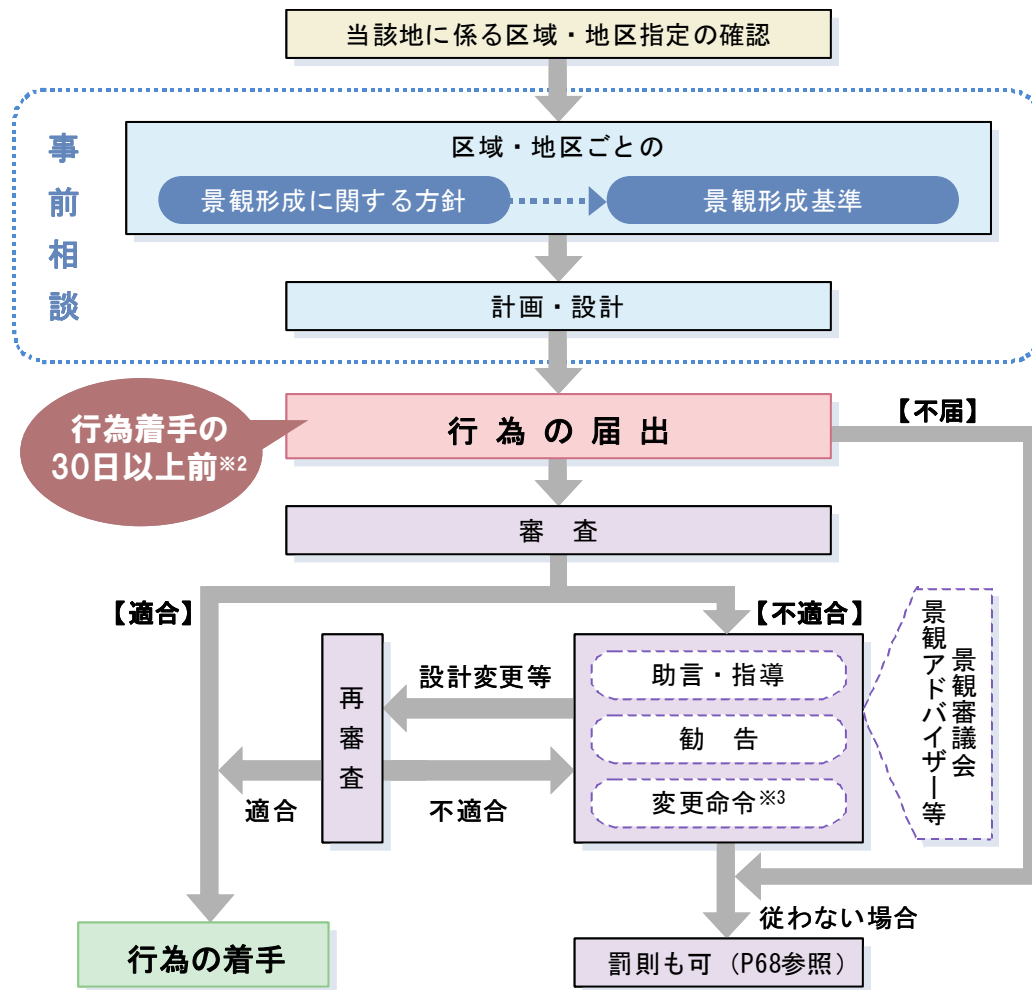 当該地に係る区域・地区指定の確認
事前相談
区域・地区ごとの
景観形成に関する方針
景観形成基準
計画・設計
行為着手の
30日以上前※2
行為の届出
【不届】
審 査
【適合】
【不適合】
再審査
設計変更等
助言・指導
勧 告
変更命令※3
適合
不適合
景観審議会
景観アドバイザー等
従わない場合
行為の着手
罰則も可（P68参照）